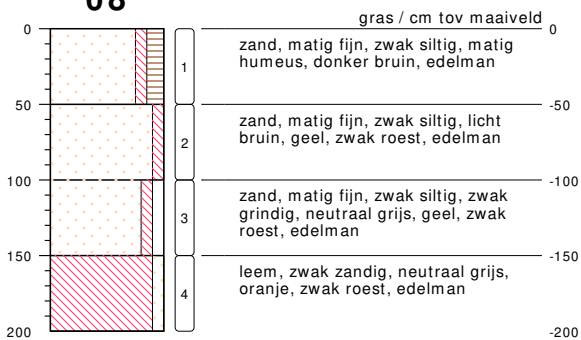 08
gras / cm tov maaiveld
0
0
zand, matig fijn, zwak siltig, matig
humeus, donker bruin, edelman
1
50
-50
zand, matig fijn, zwak siltig, licht
bruin, geel, zwak roest, edelman
2
100
-100
zand, matig fijn, zwak siltig, zwak
grindig, neutraal grijs, geel, zwak
roest, edelman
3
150
-150
leem, zwak zandig, neutraal grijs,
oranje, zwak roest, edelman
4
200
-200